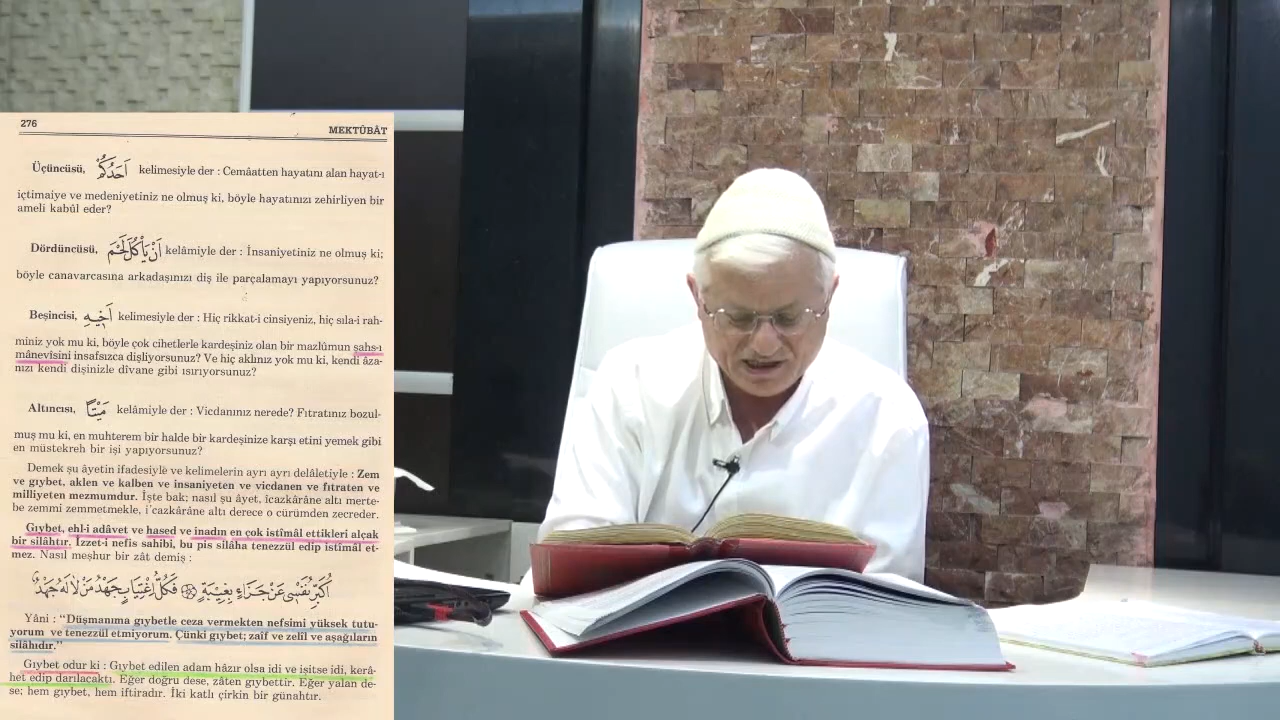 276
MEKTÛBÂT
Üçüncüsü, اَحَدُكُمْ kelimesiyle der : Cemâatten hayatını alan hayat-ı
içtimaiye ve medeniyetiniz ne olmuş ki, böyle hayatınızı zehirliyen bir
ameli kabûl eder?
Dördüncüsü, اَنْ يَاْكُلَ لَحْمَ kelâmiyle der : İnsaniyetiniz ne olmuş ki;
böyle canavarcasına arkadaşınızı diş ile parçalamayı yapıyorsunuz?
Beşincisi, اَخِيهِ kelimesiyle der : Hiç rikkat-i cinsiyeniz, hiç sıla-i rah-
miniz yok mu ki, böyle çok cihetlerle kardeşiniz olan bir mazlûmun şahs-ı
mânevîsini insafsızca dişliyorsunuz? Ve hiç aklınız yok mu ki, kendi âza-
nızı kendi dişinizle dîvane gibi ısırıyorsunuz?
Altıncısı, مَيْتًا kelâmiyle der : Vicdanınız nerede? Fıtratınız bozul-
muş mu ki, en muhterem bir halde bir kardeşinize karşı etini yemek gibi
en müstekreh bir işi yapıyorsunuz?
Demek şu âyetin ifadesiyle ve kelimelerin ayrı ayrı delâletiyle : Zem
ve gıybet, aklen ve kalben ve insaniyeten ve vicdanen ve fıtraten ve
milliyeten mezmumdur. İşte bak; nasıl şu âyet, îcazkârâne altı merte-
be zemmi zemmetmekle, i'cazkârâne altı derece o cürümden zecreder.
Gıybet, ehl-i adâvet ve hased ve inadın en çok istîmâl ettikleri alçak
bir silâhtır. İzzet-i nefis sahibi, bu pis silâha tenezzül edip istîmâl et-
mez. Nasıl meşhur bir zât demiş :
اُكَبِّرُ نَفْسِى عَنْ جَزَاءٍ بِغِيْبَةٍ ۞ فَكُلُّ اغْتِيَابٍ جَهْدُ مَنْ لَا لَهُ جَهْدٌ
Yâni : "Düşmanıma gıybetle ceza vermekten nefsimi yüksek tutu-
yorum ve tenezzül etmiyorum. Çünki gıybet; zaîf ve zelîl ve aşağıların
silâhıdır."
Gıybet odur ki : Gıybet edilen adam hâzır olsa idi ve işitse idi, kerâ-
het edip darılacaktı. Eğer doğru dese, zâten gıybettir. Eğer yalan de-
se; hem gıybet, hem iftiradır. İki katlı çirkin bir günahtır.